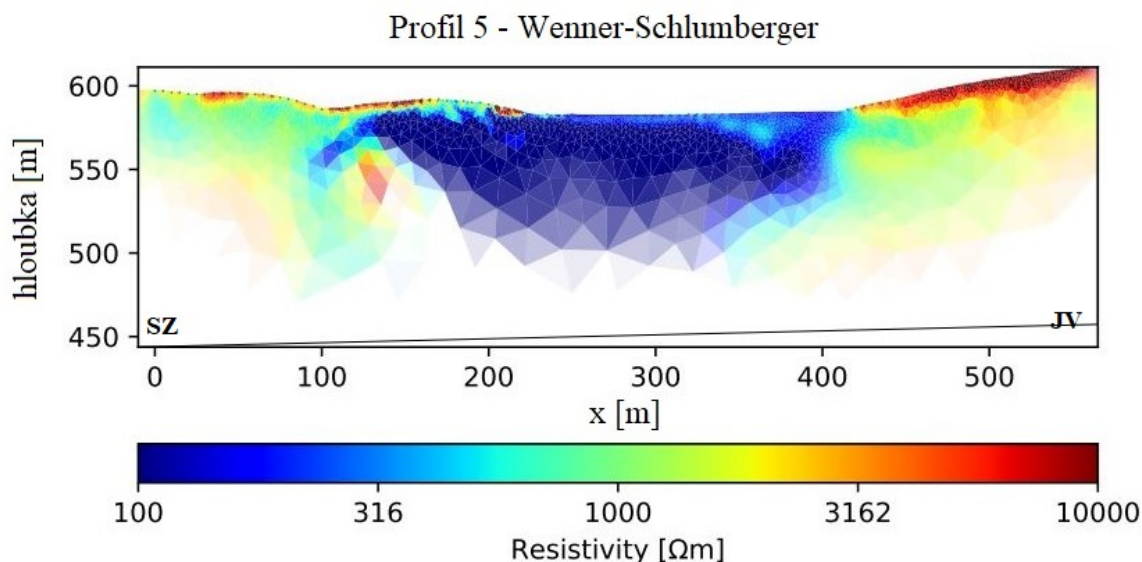 Profil 5 - Wenner-Schlumberger
600
550
500
450
hloubka [m]
SZ
JV
0 100 200 300 400 500
x [m]
100 316 1000 3162 10000
Resistivity [Ωm]